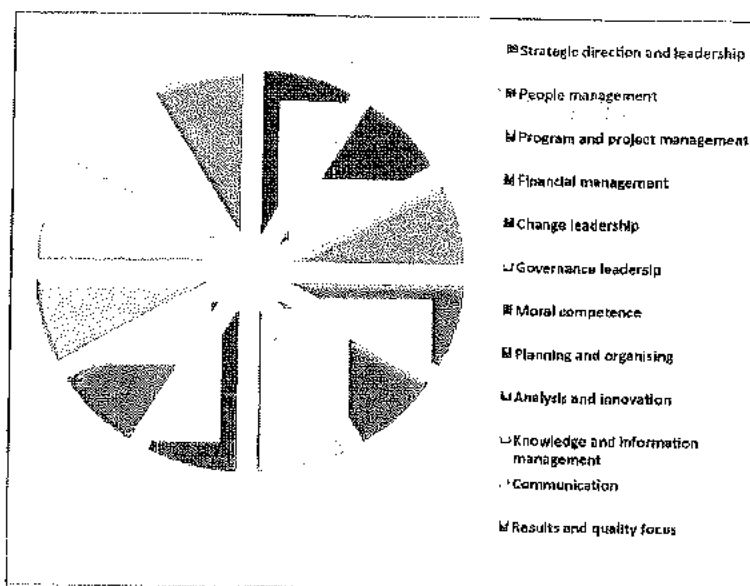 Strategic direction and leadership
People management
Program and project management
Financial management
Change leadership
Governance leadersip
Moral competence
Planning and organising
Analysis and innovation
Knowledge and information
management
Communication
Results and quality focus